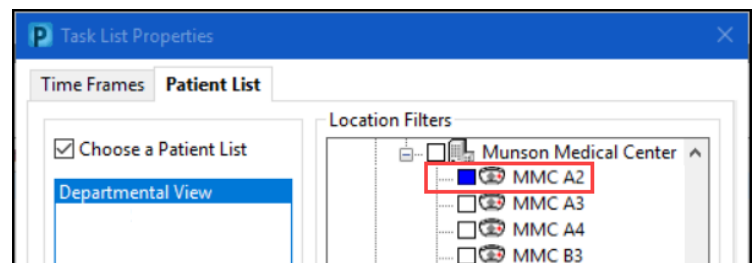 Task List Properties
Time Frames Patient List
Choose a Patient List
Departmental View
Location Filters
Munson Medical Center
MMC A2
MMC A3
MMC A4
MMC B3